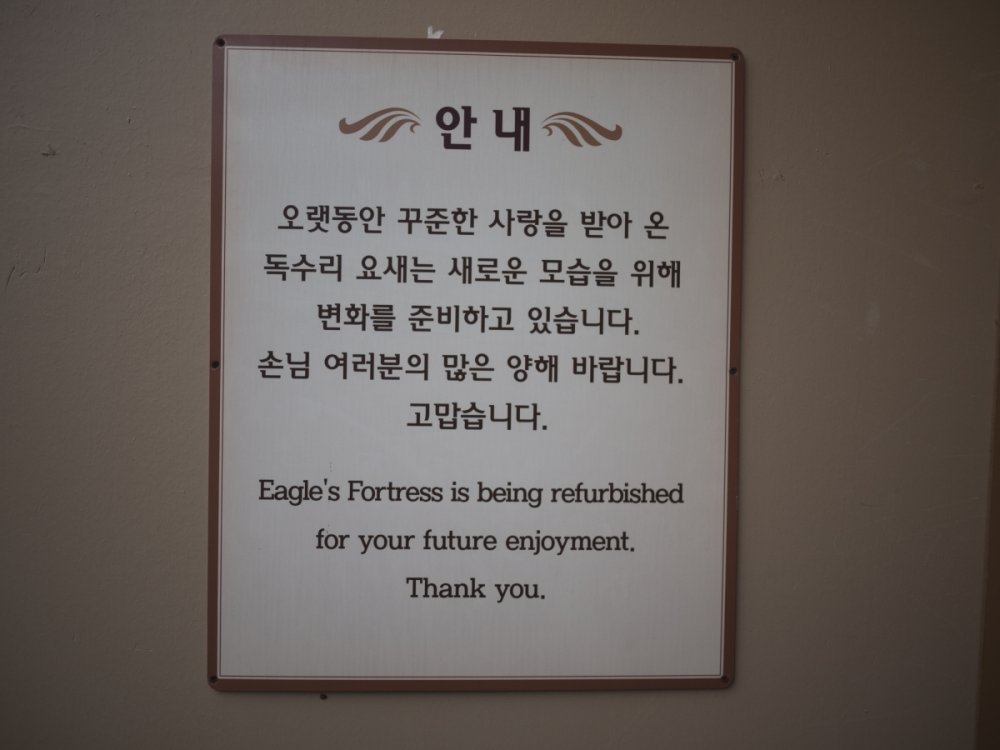 안 내
오랫동안 꾸준한 사랑을 받아 온
독수리 요새는 새로운 모습을 위해
변화를 준비하고 있습니다.
손님 여러분의 많은 양해 바랍니다.
고맙습니다.
Eagle's Fortress is being refurbished
for your future enjoyment.
Thank you.